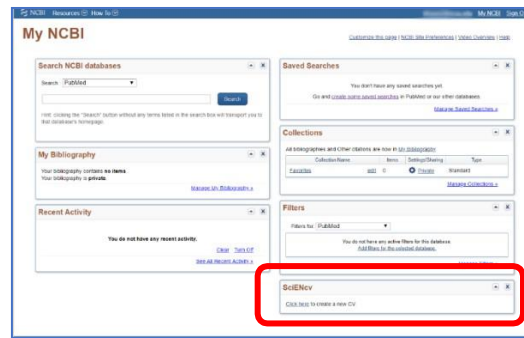 NCBI Resources How To
My NCBI Sign Out
My NCBI
Customize this page | NCBI Site Preferences | Video Overview | Help
Search NCBI databases
Search PubMed
Search
Hint: clicking the "Search" button without any terms listed in the search box will transport you to
that database's homepage.
My Bibliography
Your bibliography contains no items.
Your bibliography is private.
Manage My Bibliography »
Recent Activity
You do not have any recent activity.
Clear Turn Off
See All Recent Activity »
Saved Searches
You don't have any saved searches yet.
Go and create some saved searches in PubMed or our other databases.
Manage Saved Searches »
Collections
All bibliographies and Other citations are now in My Bibliography
Collection Name Items Settings/Sharing Type
Favorites edit 0 Private Standard
Manage Collections »
Filters
Filters for: PubMed
You do not have any active filters for this database
Add filters for the selected database.
SciENcv
Click here to create a new CV.